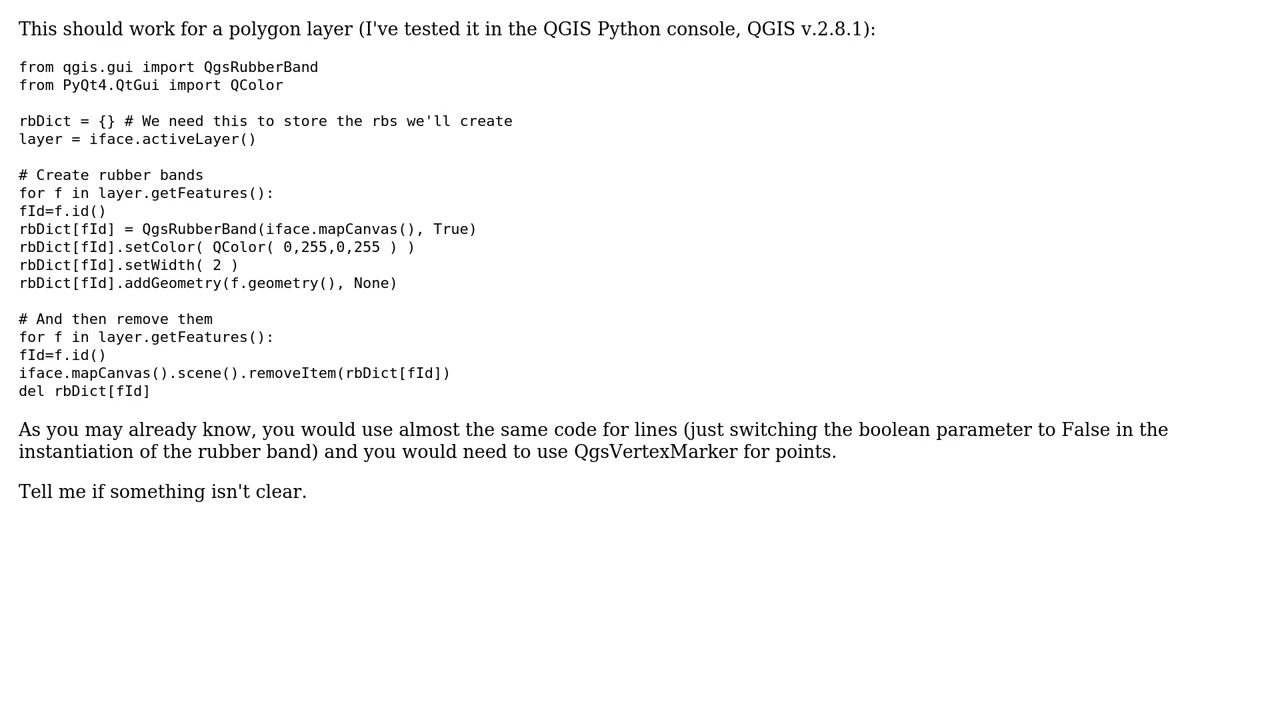 This should work for a polygon layer (I've tested it in the QGIS Python console, QGIS v.2.8.1):
from qgis.gui import QgsRubberBand
from PyQt4.QtGui import QColor
rbDict = {} # We need this to store the rbs we'll create
layer = iface.activeLayer()
# Create rubber bands
for f in layer.getFeatures():
fId=f.id()
rbDict[fId] = QgsRubberBand(iface.mapCanvas(), True)
rbDict[fId].setColor( QColor( 0,255,0,255 ) )
rbDict[fId].setWidth( 2 )
rbDict[fId].addGeometry(f.geometry(), None)
# And then remove them
for f in layer.getFeatures():
fId=f.id()
iface.mapCanvas().scene().removeItem(rbDict[fId])
del rbDict[fId]
As you may already know, you would use almost the same code for lines (just switching the boolean parameter to False in the
instantiation of the rubber band) and you would need to use QgsVertexMarker for points.
Tell me if something isn't clear.